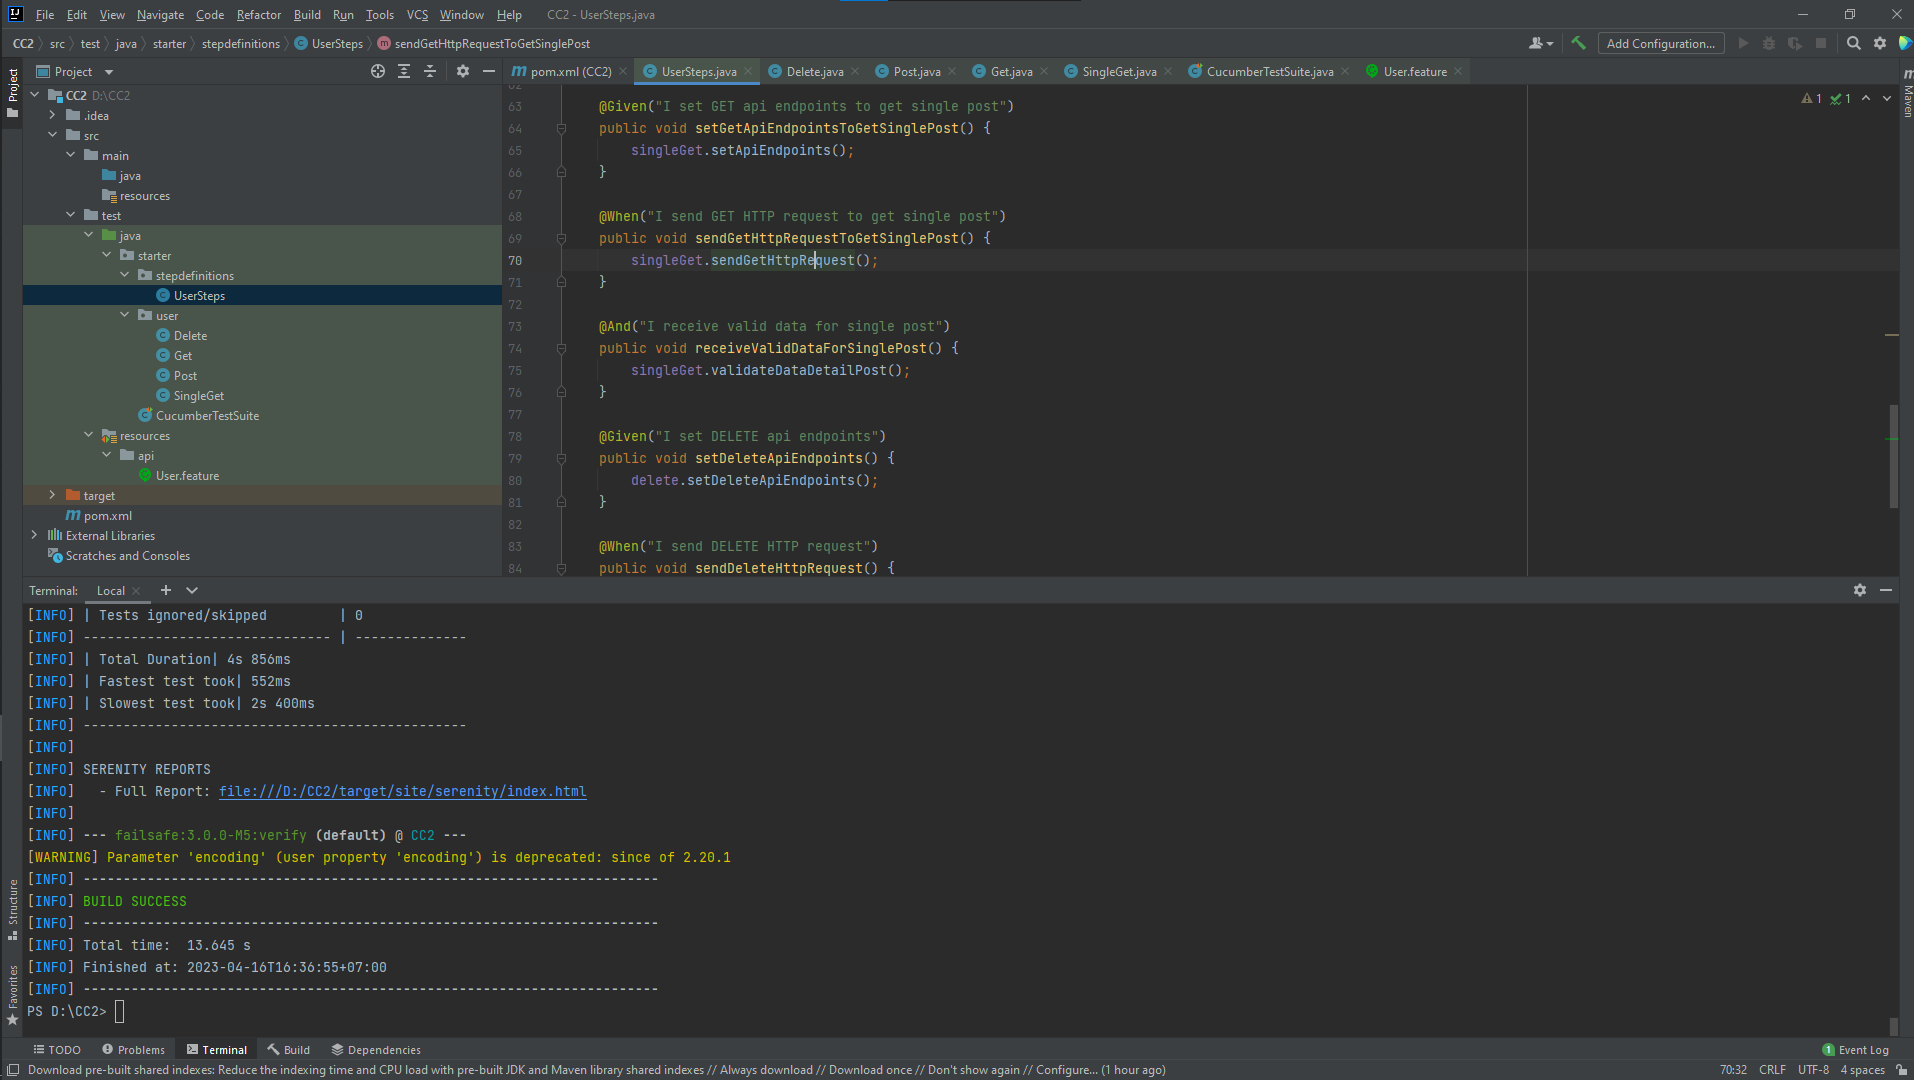 File Edit View Navigate Code Refactor Build Run Tools VCS Window Help CC2 - UserSteps.java
CC2 src test java starter stepdefinitions UserSteps sendGetHttpRequestToGetSinglePost
Add Configuration...
Project
Project
pom.xml (CC2) UserSteps.java Delete.java Post.java Get.java SingleGet.java CucumberTestSuite.java User.feature
Maven
CC2 D:\CC2
.idea
src
main
java
resources
test
java
starter
stepdefinitions
UserSteps
user
Delete
Get
Post
SingleGet
CucumberTestSuite
resources
api
User.feature
target
pom.xml
External Libraries
Scratches and Consoles
1 1
62
63 @Given("I set GET api endpoints to get single post")
64 public void setGetApiEndpointsToGetSinglePost() {
65 singleGet.setApiEndpoints();
66 }
67
68 @When("I send GET HTTP request to get single post")
69 public void sendGetHttpRequestToGetSinglePost() {
70 singleGet.sendGetHttpRequest();
71 }
72
73 @And("I receive valid data for single post")
74 public void receiveValidDataForSinglePost() {
75 singleGet.validateDataDetailPost();
76 }
77
78 @Given("I set DELETE api endpoints")
79 public void setDeleteApiEndpoints() {
80 delete.setDeleteApiEndpoints();
81 }
82
83 @When("I send DELETE HTTP request")
84 public void sendDeleteHttpRequest() {
Terminal: Local
[INFO] | Tests ignored/skipped | 0
[INFO] ------------------------------- | --------------
[INFO] | Total Duration| 4s 856ms
[INFO] | Fastest test took| 552ms
[INFO] | Slowest test took| 2s 400ms
[INFO] ------------------------------------------------
[INFO]
[INFO] SERENITY REPORTS
[INFO] - Full Report: file:///D:/CC2/target/site/serenity/index.html
[INFO]
[INFO] --- failsafe:3.0.0-M5:verify (default) @ CC2 ---
[WARNING] Parameter 'encoding' (user property 'encoding') is deprecated: since of 2.20.1
[INFO] ------------------------------------------------------------------------
[INFO] BUILD SUCCESS
[INFO] ------------------------------------------------------------------------
[INFO] Total time:  13.645 s
[INFO] Finished at: 2023-04-16T16:36:55+07:00
[INFO] ------------------------------------------------------------------------
PS D:\CC2>
Structure
Favorites
TODO Problems Terminal Build Dependencies 1 Event Log
Download pre-built shared indexes: Reduce the indexing time and CPU load with pre-built JDK and Maven library shared indexes // Always download // Download once // Don't show again // Configure... (1 hour ago) 70:32 CRLF UTF-8 4 spaces